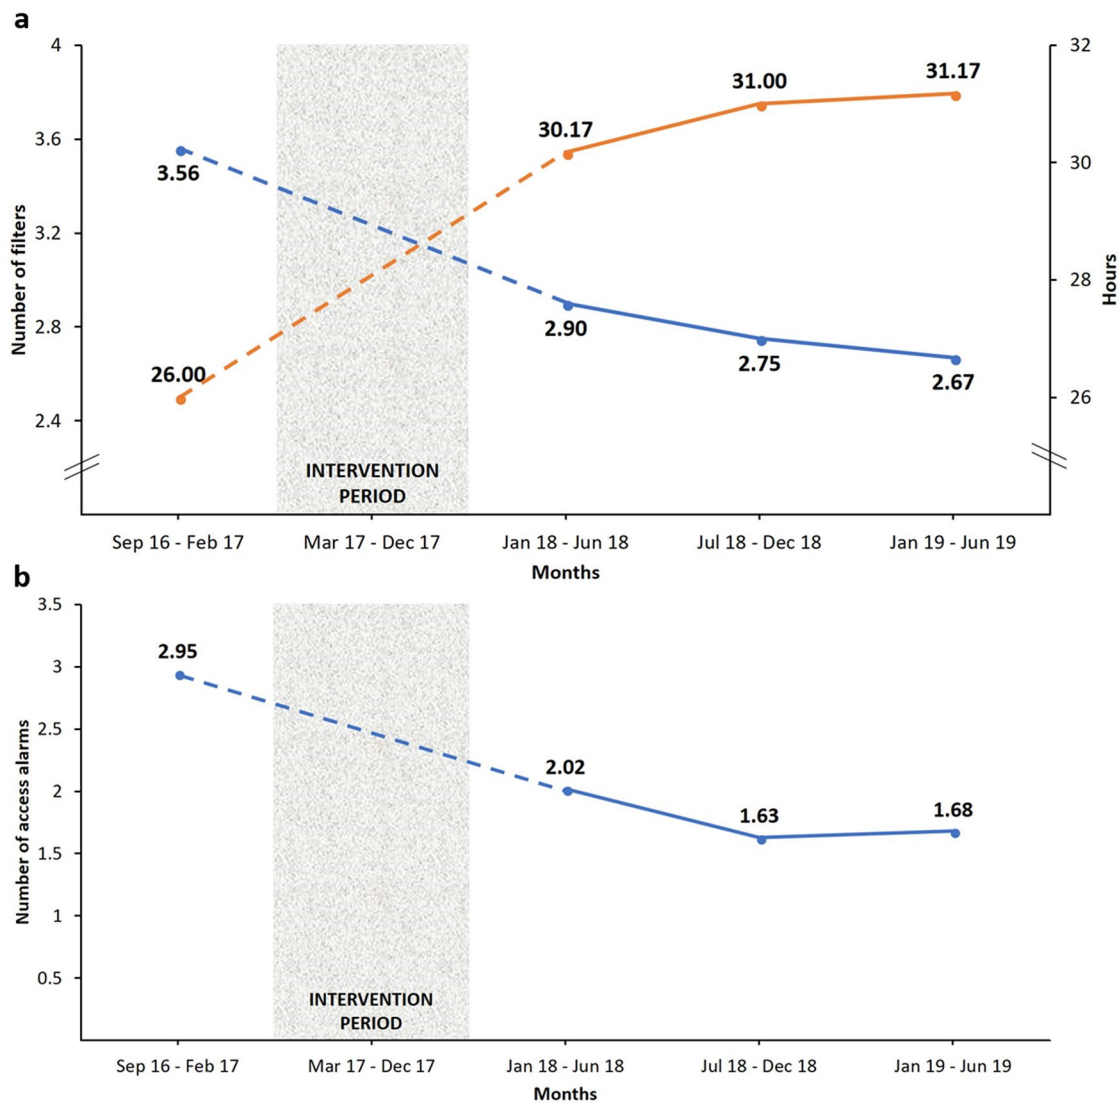 a
4
32
3.6
30
3.2
28
2.8
26
2.4
Number of filters
Hours
3.56
26.00
30.17
31.00
31.17
2.90
2.75
2.67
INTERVENTION
PERIOD
Sep 16 - Feb 17
Mar 17 - Dec 17
Jan 18 - Jun 18
Jul 18 - Dec 18
Jan 19 - Jun 19
Months
b
3.5
3
2.5
2
1.5
1
0.5
Number of access alarms
2.95
2.02
1.63
1.68
INTERVENTION
PERIOD
Sep 16 - Feb 17
Mar 17 - Dec 17
Jan 18 - Jun 18
Jul 18 - Dec 18
Jan 19 - Jun 19
Months